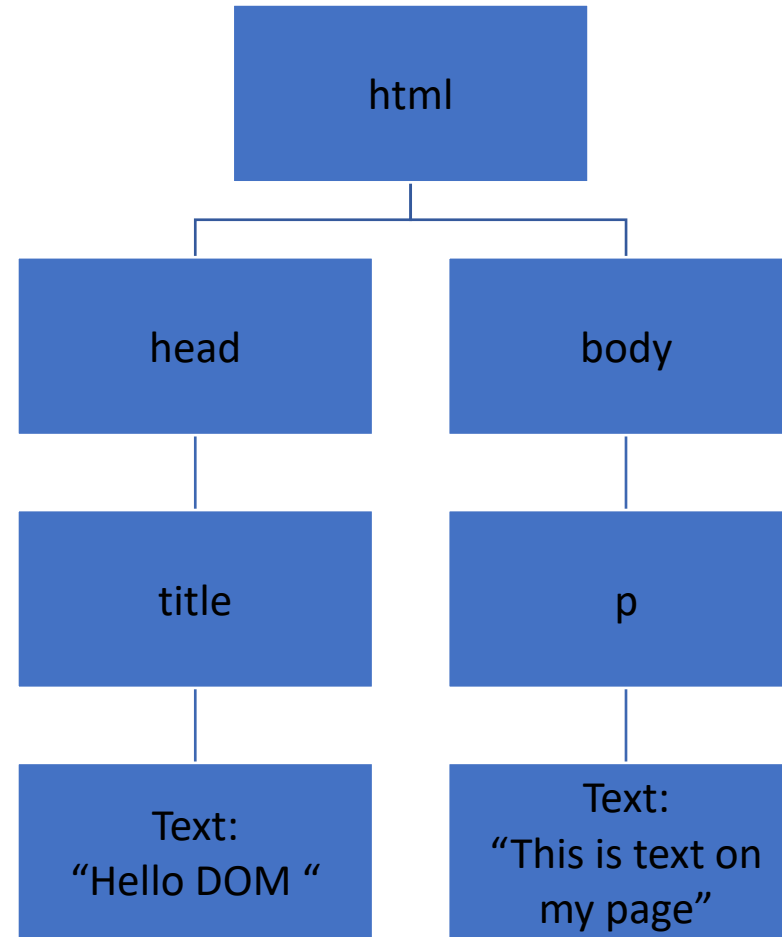 html
head
body
title
p
Text:
“Hello DOM “
Text:
“This is text on
my page”